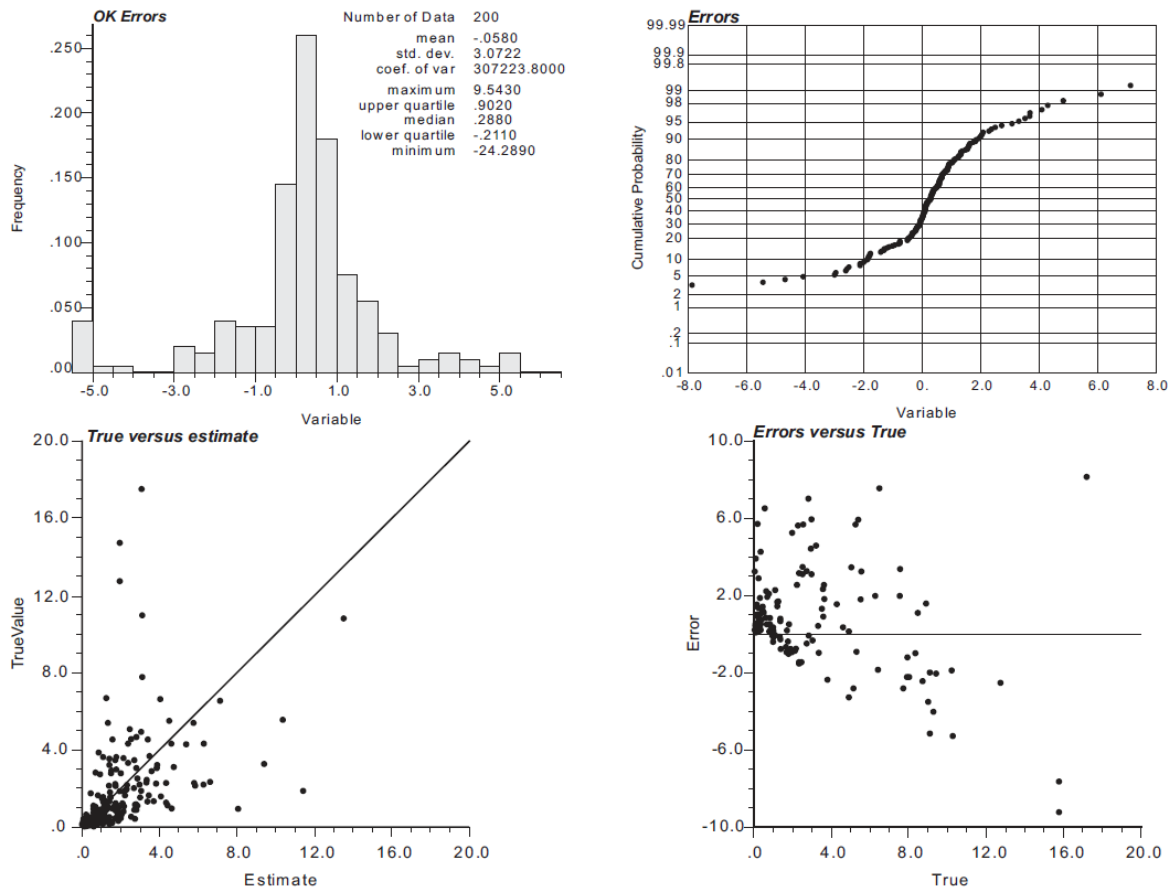 OK Errors
Number of Data 200
mean -.0580
std. dev. 3.0722
coef. of var 307223.8000
maximum 9.5430
upper quartile .9020
median .2880
lower quartile -.2110
minimum -24.2890
Frequency
.250
.200
.150
.100
.050
.00
-5.0 -3.0 -1.0 1.0 3.0 5.0
Variable
Errors
Cumulative Probability
99.99
99.9
99.8
99
98
95
90
80
70
60
50
40
30
20
10
5
2
1
.2
.1
.01
-8.0 -6.0 -4.0 -2.0 0. 2.0 4.0 6.0 8.0
Variable
True versus estimate
TrueValue
20.0
16.0
12.0
8.0
4.0
.0
.0 4.0 8.0 12.0 16.0 20.0
Estimate
Errors versus True
Error
10.0
6.0
2.0
-2.0
-6.0
-10.0
.0 4.0 8.0 12.0 16.0 20.0
True